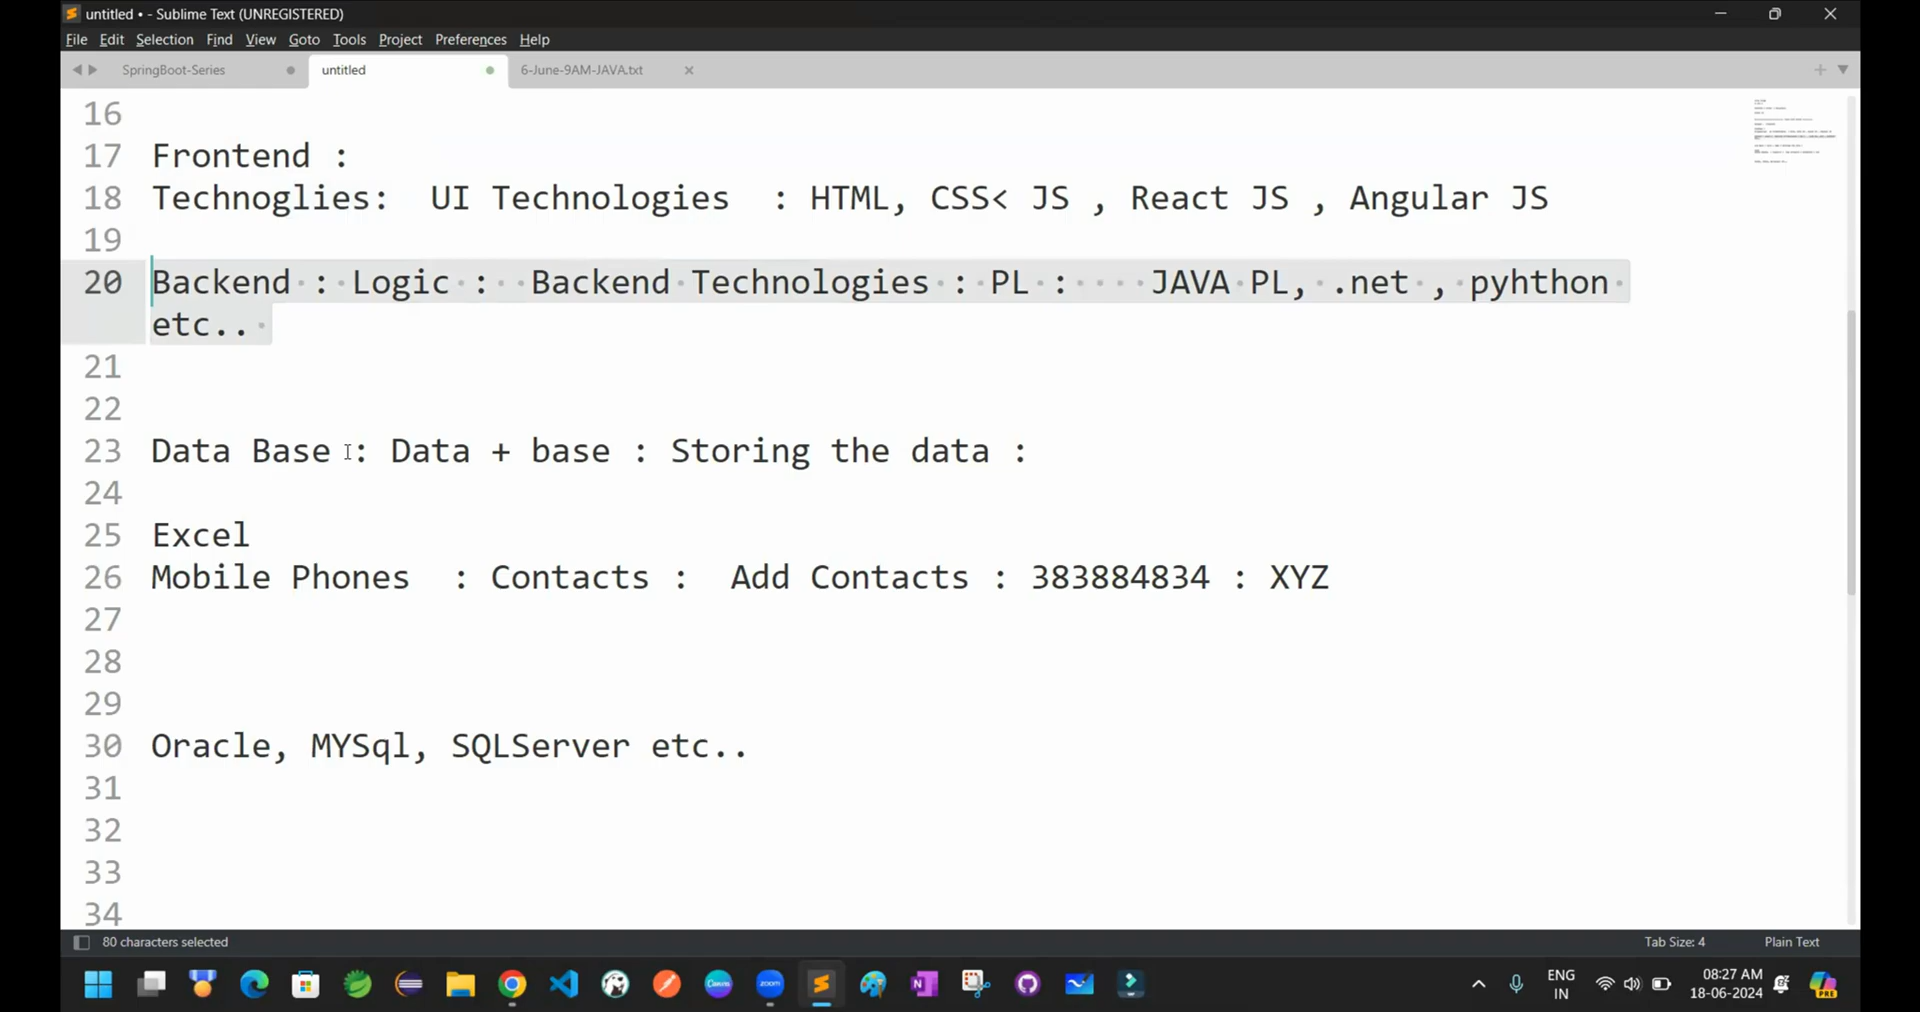 untitled • - Sublime Text (UNREGISTERED)
File Edit Selection Find View Goto Tools Project Preferences Help
SpringBoot-Series untitled 6-June-9AM-JAVA.txt
16
17 Frontend :
18 Technoglies: UI Technologies : HTML, CSS< JS , React JS , Angular JS
19
20 Backend : Logic : Backend Technologies : PL : JAVA PL, .net , pyhthon
etc..
21
22
23 Data Base : Data + base : Storing the data :
24
25 Excel
26 Mobile Phones : Contacts : Add Contacts : 383884834 : XYZ
27
28
29
30 Oracle, MYSql, SQLServer etc..
31
32
33
34
80 characters selected Tab Size: 4 Plain Text
ENG 08:27 AM
IN 18-06-2024